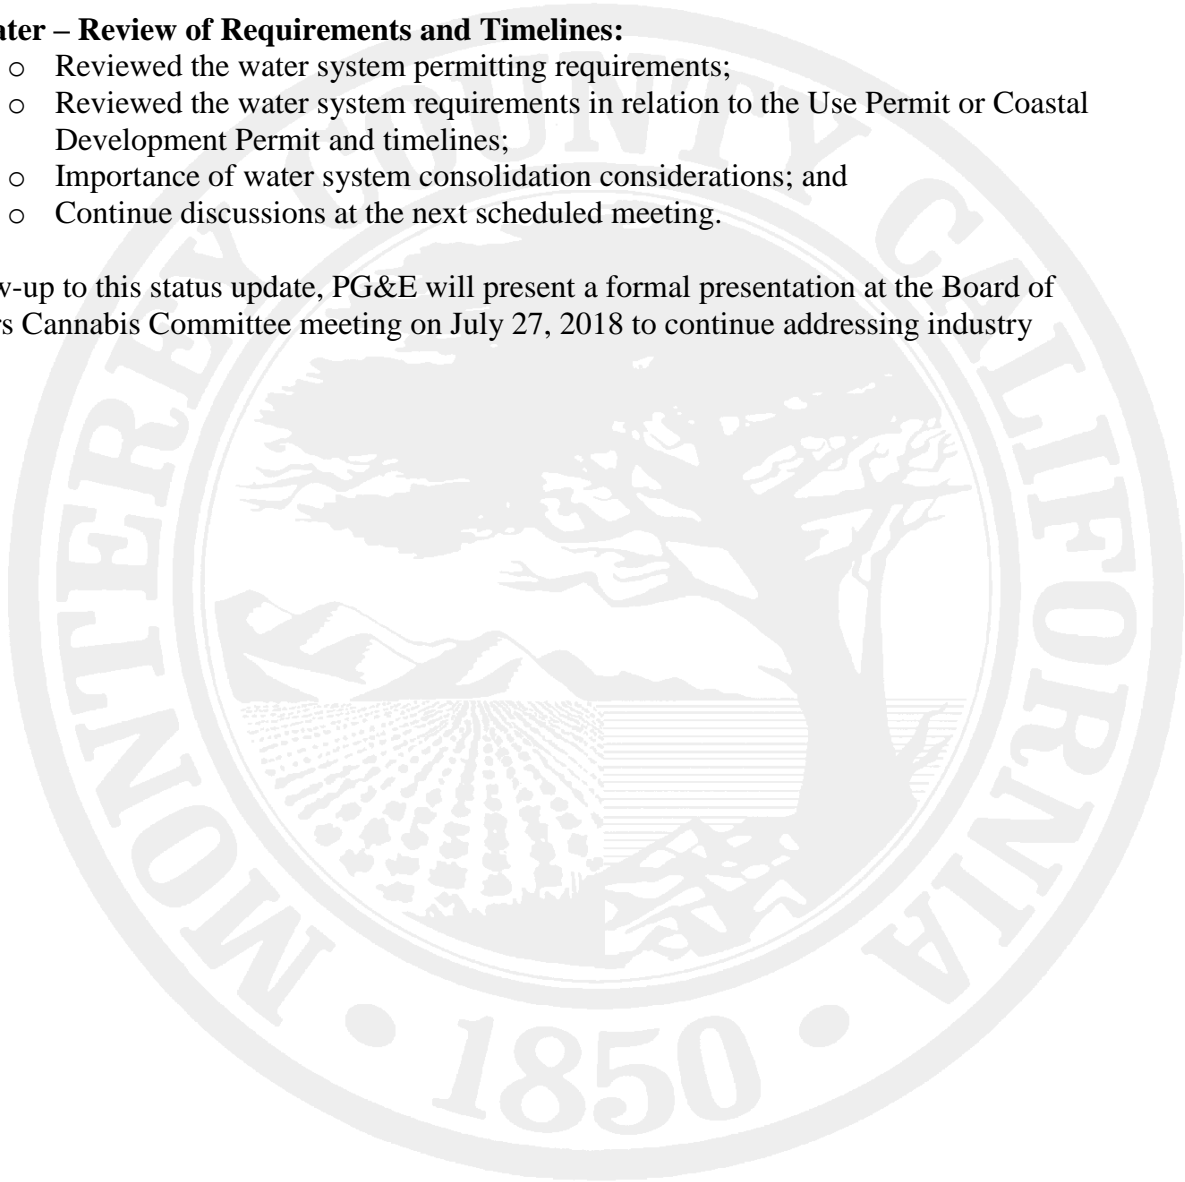 ater – Review of Requirements and Timelines:
o Reviewed the water system permitting requirements;
o Reviewed the water system requirements in relation to the Use Permit or Coastal
Development Permit and timelines;
o Importance of water system consolidation considerations; and
o Continue discussions at the next scheduled meeting.
w-up to this status update, PG&E will present a formal presentation at the Board of
rs Cannabis Committee meeting on July 27, 2018 to continue addressing industry
MONTEREY COUNTY CALIFORNIA
• 1850 •